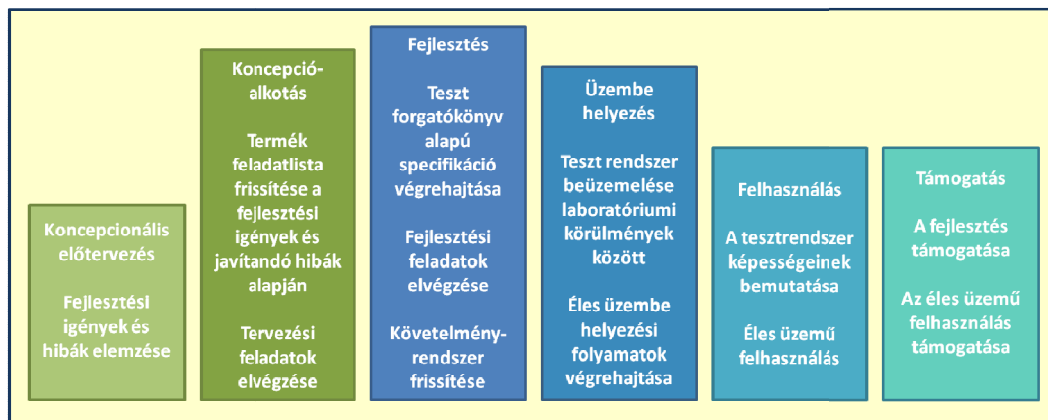 Koncepcionális
előtervezés
Fejlesztési
igények és
hibák elemzése
Koncepció-
alkotás
Termék
feladatlista
frissítése a
fejlesztési
igények és
javítandó hibák
alapján
Tervezési
feladatok
elvégzése
Fejlesztés
Teszt
forgatókönyv
alapú
specifikáció
végrehajtása
Fejlesztési
feladatok
elvégzése
Követelmény-
rendszer
frissítése
Üzembe
helyezés
Teszt rendszer
beüzemelése
laboratóriumi
körülmények
között
Éles üzembe
helyezési
folyamatok
végrehajtása
Felhasználás
A tesztrendszer
képességeinek
bemutatása
Éles üzemű
felhasználás
Támogatás
A fejlesztés
támogatása
Az éles üzemű
felhasználás
támogatása